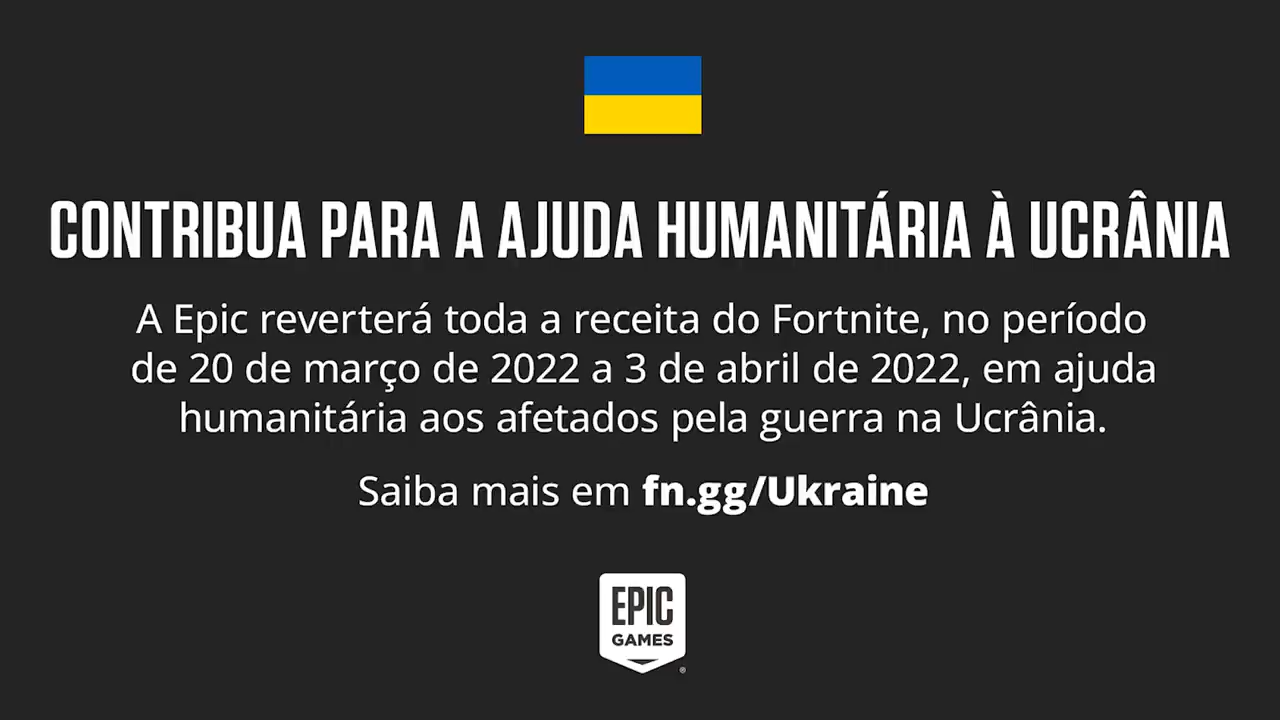 CONTRIBUA PARA A AJUDA HUMANITÁRIA À UCRÂNIA
A Epic reverterá toda a receita do Fortnite, no período
de 20 de março de 2022 a 3 de abril de 2022, em ajuda
humanitária aos afetados pela guerra na Ucrânia.
Saiba mais em fn.gg/Ukraine
EPIC
GAMES
®